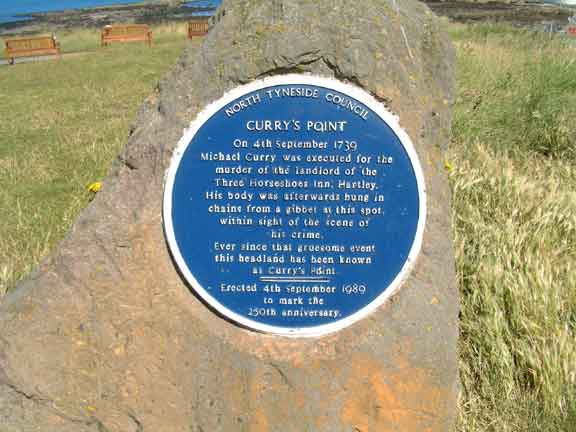 NORTH TYNESIDE COUNCIL
CURRY'S POINT
On 4th September 1739
Michael Curry was executed for the
murder of the landlord of the
Three Horseshoes Inn, Hartley.
His body was afterwards hung in
chains from a gibbet at this spot
within sight of the scene of
his crime.
Ever since that gruesome event
this headland has been known
as Curry's Point.
Erected 4th September 1989
to mark the
250th anniversary.